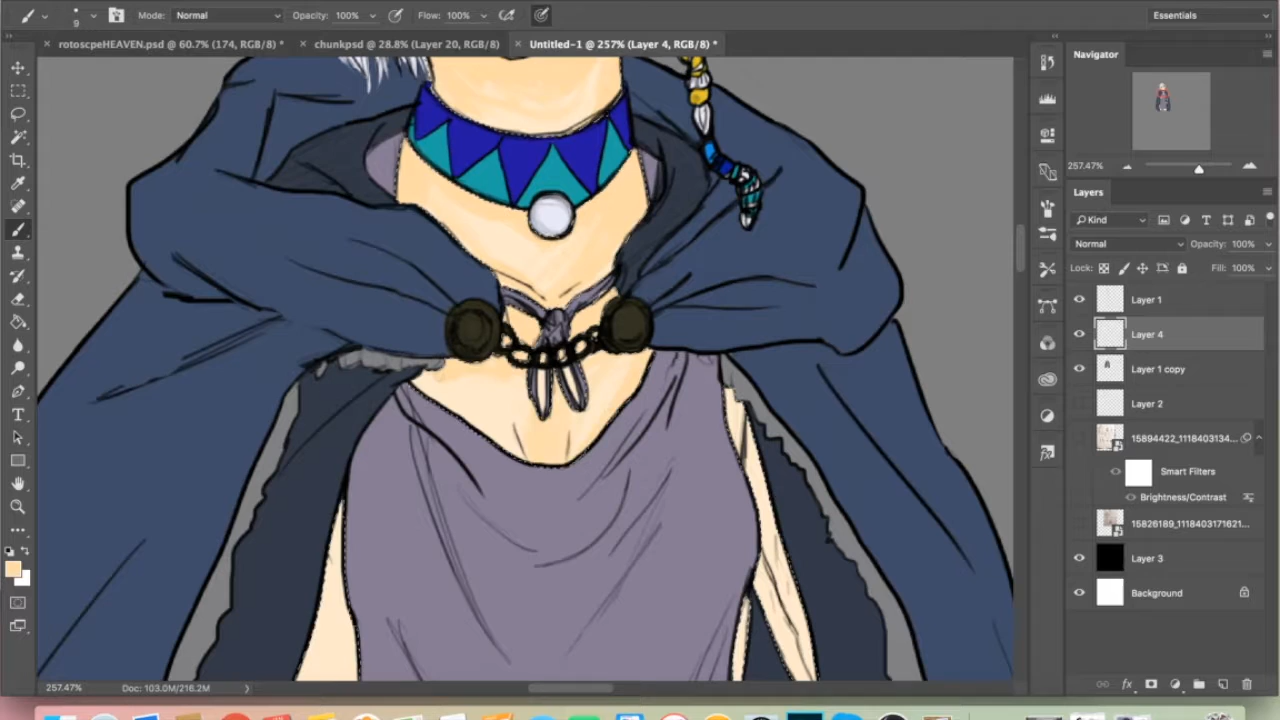 9 Mode: Normal Opacity: 100% Flow: 100% Essentials
rotoscpeHEAVEN.psd @ 60.7% (174, RGB/8) * chunkpsd @ 28.8% (Layer 20, RGB/8) Untitled-1 @ 257% (Layer 4, RGB/8) *
Navigator
257.47%
Layers
Kind
Normal Opacity: 100%
Lock: Fill: 100%
Layer 1
Layer 4
Layer 1 copy
Layer 2
15894422_1118403134...
Smart Filters
Brightness/Contrast
15826189_1118403171621...
Layer 3
Background
257.47% Doc: 103.0M/216.2M